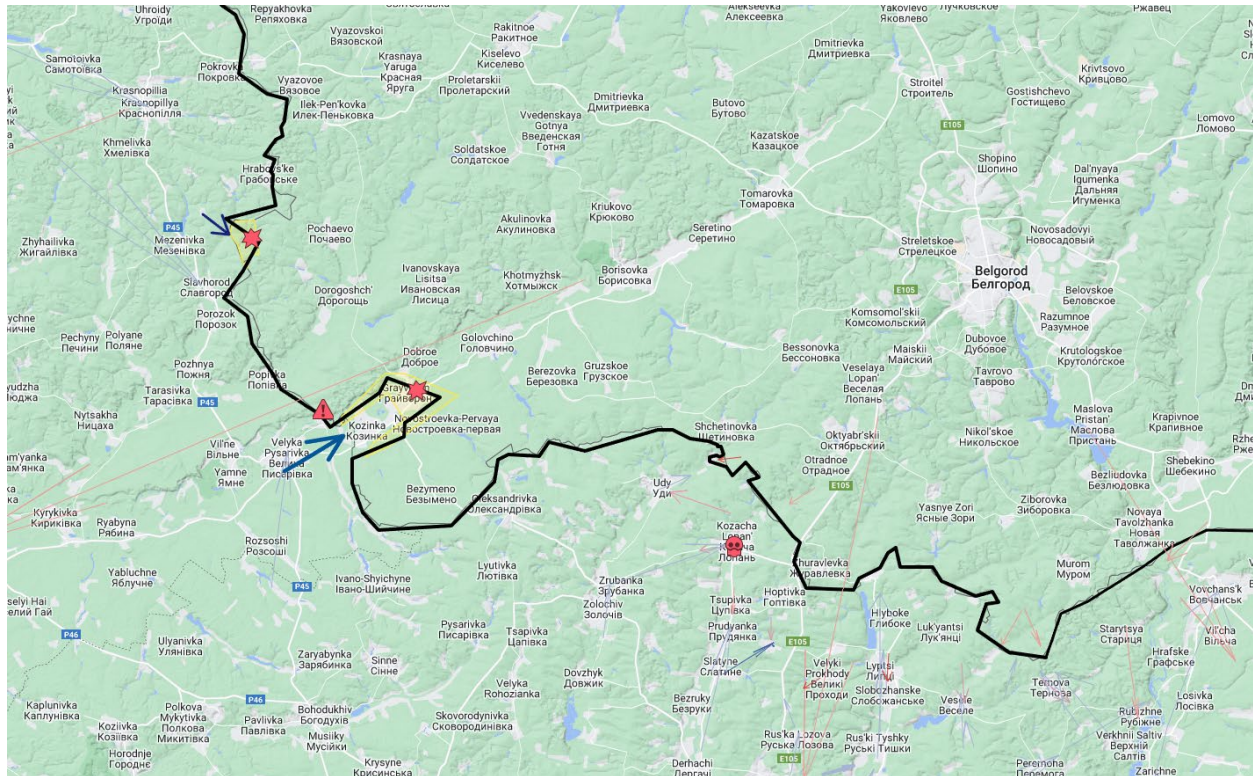 Uhroidy
Угроїди
Repyakhovka
Репяховка
Vyazovskoi
Вязовской
Rakitnoe
Ракитное
Alekseevka
Алексеевка
Yakovlevo
Яковлево
Ржавец
Samotoivka
Самотоївка
Pokrovka
Покровка
Krasnaya
Yaruga
Красная
Яруга
Kiselevo
Киселево
Dmitrievka
Дмитриевка
Krivtsovo
Кривцово
Krasnopilia
Krasnopillya
Краснопілля
Vyazovoe
Вязовое
Proletarskii
Пролетарский
Stroitel
Строитель
Gostishchevo
Гостищево
Ilek-Pen'kovka
Илек-Пеньковка
Vvedenskaya
Gotnya
Введенская
Готня
Dmitrievka
Дмитриевка
Butovo
Бутово
E105
Lomovo
Ломово
Khmelivka
Хмелівка
Soldatskoe
Солдатское
Kazatskoe
Казацкое
Hrabovs'ke
Грабовське
Shopino
Шопино
Dal'nyaya
Igumenka
Дальняя
Игуменка
Tomarovka
Томаровка
P45
Pochaevo
Почаево
Akulinovka
Акулиновка
Kriukovo
Крюково
Seretino
Серетино
Novosadovyi
Новосадовый
Zhyhailivka
Жигайлівка
Mezenivka
Мезенівка
Streletskoe
Стрелецкое
Slavhorod
Славгород
Dorogoshch'
Дорогощь
Ivanovskaya
Lisitsa
Ивановская
Лисица
Khotmyzhsk
Хотмыжск
Borisovka
Борисовка
Belgorod
Белгород
E105
Belovskoe
Беловское
Porozok
Порозок
Komsomol'skii
Комсомольский
Razumnoe
Разумное
Pechyny
Печини
Polyane
Поляне
Golovchino
Головчино
Bessonovka
Бессоновка
Maiskii
Майский
Dubovoe
Дубовое
Krutologskoe
Крутологское
Pozhnya
Пожня
Popivka
Попівка
Dobroe
Доброе
Berezovka
Березовка
Gruzskoe
Грузское
Veselaya
Lopan'
Веселая
Лопань
Tavrovo
Таврово
Tarasivka
Тарасівка
P45
Грайворон
Nytsakha
Ницаха
Kozinka
Козинка
Novostroevka-Pervaya
Новостроевка-первая
Maslova
Pristan'
Маслова
Пристань
Krapivnoe
Крапивное
Vil'ne
Вільне
Velyka
Pysarivka
Велика
Писарівка
Shchetinovka
Щетиновка
Oktyabr'skii
Октябрьский
Nikol'skoe
Никольское
Yamne
Ямне
Otradnoe
Отрадное
Shebekino
Шебекино
Bezymeno
Безымено
Udy
Уди
E105
Bezliudovka
Безлюдовка
Kyrykivka
Кириківка
Ryabyna
Рябина
Oleksandrivka
Олександрівка
Yasnye Zori
Ясные Зори
Ziborovka
Зиборовка
Novaya
Tavolzhanka
Новая
Таволжанка
Rozsoshi
Розсоші
Kozacha
Lopan'
Лопань
Yabluchne
Яблучне
P45
Ivano-Shyichyne
Івано-Шийчине
Lyutivka
Лютівка
Zrubanka
Зрубанка
Zhuravlevka
Журавлевка
Murom
Муром
Vovchans'k
Вовчанськ
P46
Zolochiv
Золочів
Tsupivka
Цупівка
Hoptivka
Гоптівка
Hlyboke
Глибоке
Luk'yantsi
Лук'янці
Ulyanivka
Улянівка
Pysarivka
Писарівка
Tsapivka
Цапівка
Prudyanka
Прудянка
E105
Starytsya
Стариця
Vil'cha
Вільча
Zaryabynka
Зарябинка
Sinne
Сінне
Dovzhyk
Довжик
Slatyne
Слатине
Velyki
Prokhody
Великі
Проходи
Lyptsi
Липці
Slobozhanske
Слобожанське
Ternova
Тернова
Hrafske
Графське
P46
Velyka
Rohozianka
Bezruky
Безруки
Vesele
Веселе
Losivka
Лосівка
Kaplunivka
Каплунівка
Polkova
Mykytivka
Полкова
Микитівка
Bohodukhiv
Богодухів
Skovorodynivka
Сковородинівка
Rubizhne
Рубіжне
Koziivka
Козіївка
Pavlivka
Павлівка
Musiiky
Мусійки
Rus'ka Lozova
Руська Лозова
Rus'ki Tyshky
Руські Тишки
Verkhnii Saltiv
Верхній
Салтів
Horodnje
Городнє
Krysyne
Крисинське
E105
Derhachi
Дергачі
Peremoha
Перемога
Zarichne